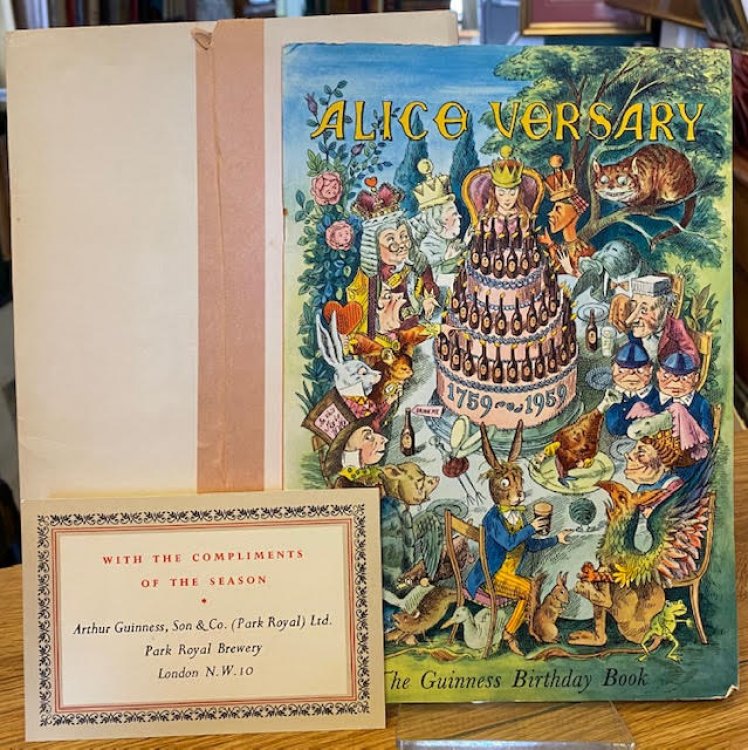 ALICE VERSARY
1759 1959
DRINK ME
The Guinness Birthday Book
WITH THE COMPLIMENTS
OF THE SEASON
Arthur Guinness, Son & Co. (Park Royal) Ltd.
Park Royal Brewery
London N.W.10